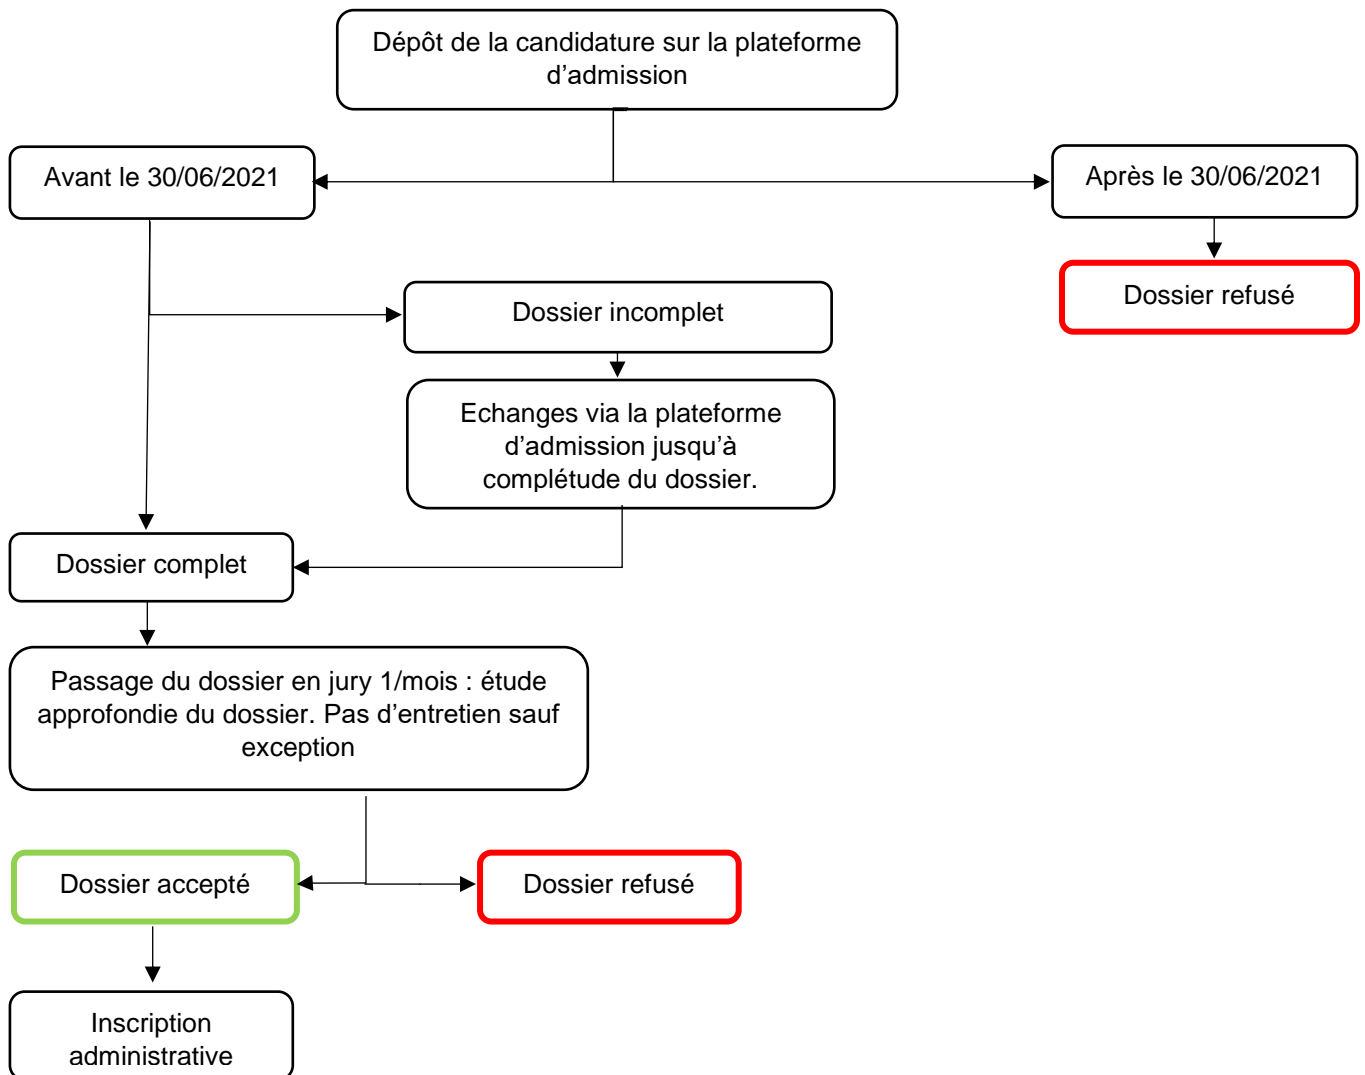 Dépôt de la candidature sur la plateforme
d’admission
Avant le 30/06/2021
Après le 30/06/2021
Dossier refusé
Dossier incomplet
Echanges via la plateforme
d’admission jusqu’à
complétude du dossier.
Dossier complet
Passage du dossier en jury 1/mois : étude
approfondie du dossier. Pas d’entretien sauf
exception
Dossier accepté
Dossier refusé
Inscription
administrative